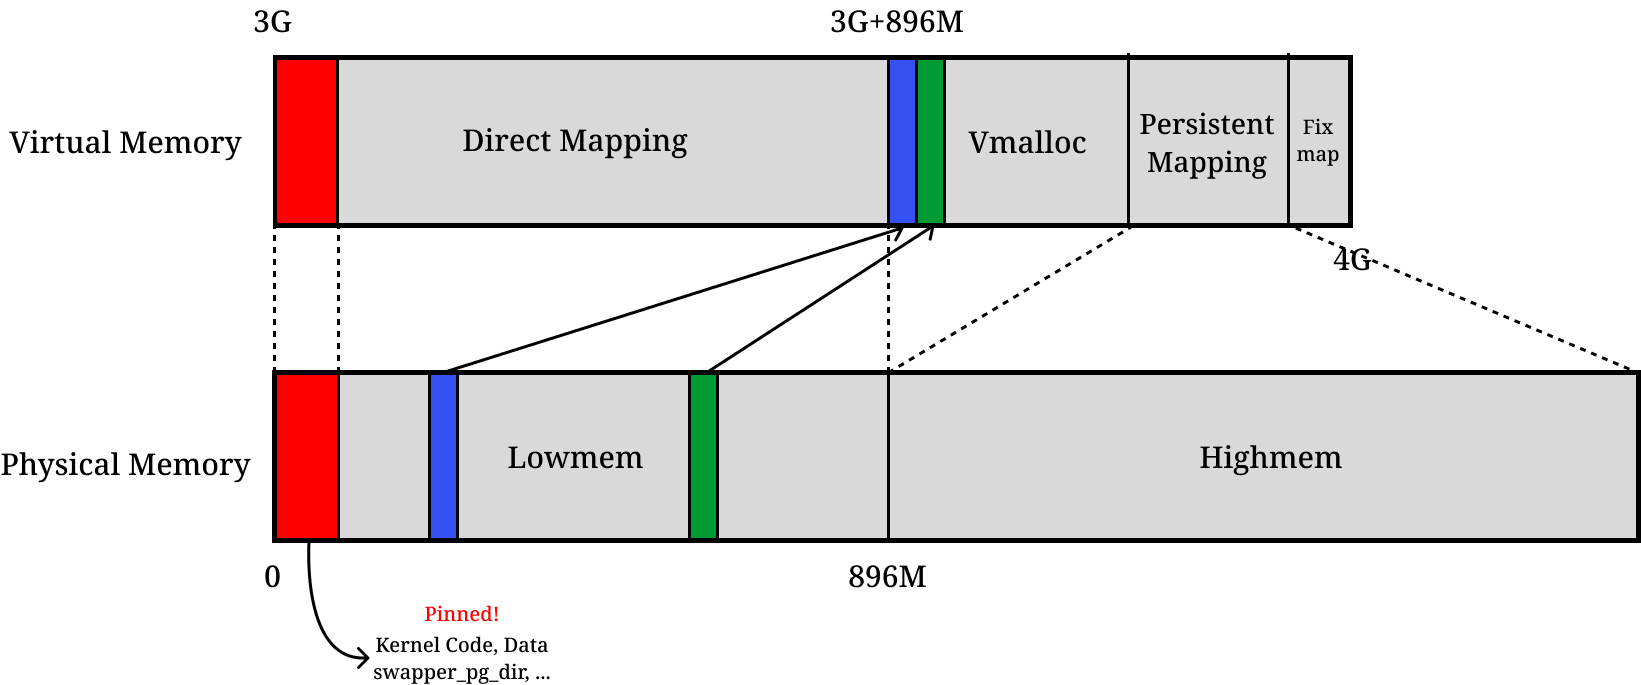 3G
3G+896M
Virtual Memory
Direct Mapping
Vmalloc
Persistent
Mapping
Fix
map
4G
Physical Memory
Lowmem
Highmem
0
896M
Pinned!
Kernel Code, Data
swapper_pg_dir, ...